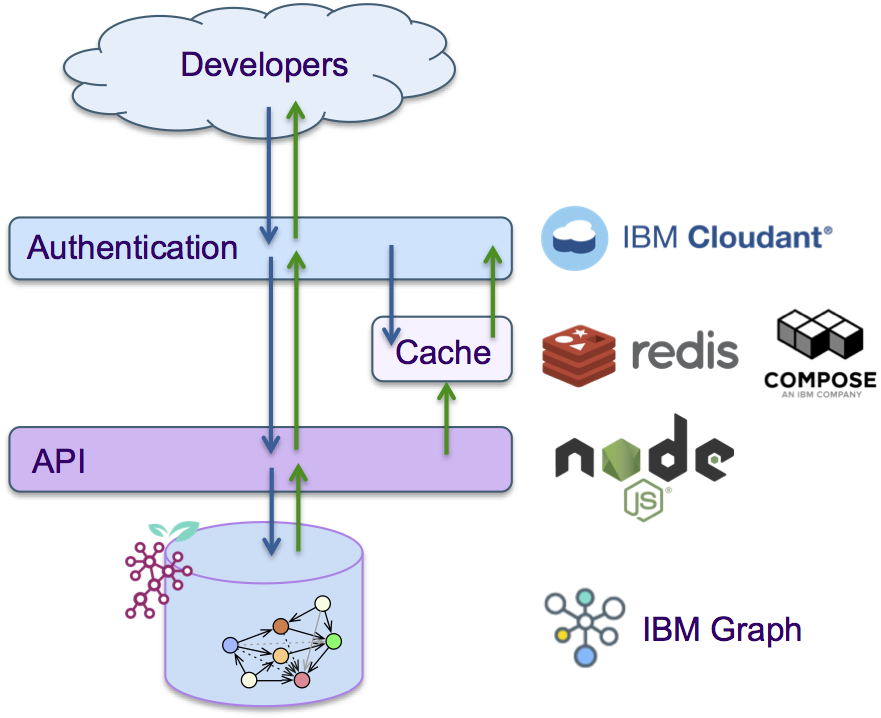 Developers
Authentication
IBM Cloudant®
Cache
redis
COMPOSE
AN IBM COMPANY
API
node
JS®
IBM Graph